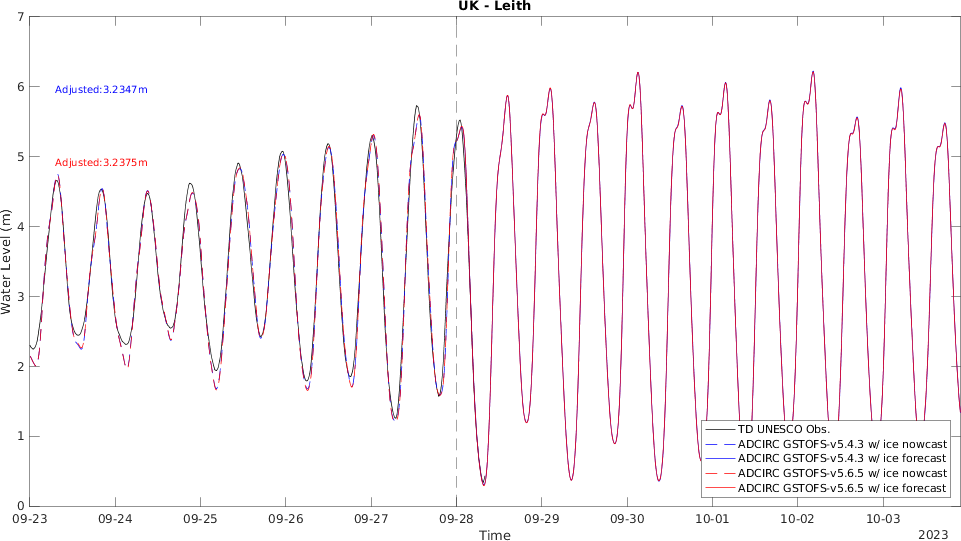 UK - Leith
7
6
5
4
3
2
1
0
Water Level (m)
Adjusted:3.2347m
Adjusted:3.2375m
TD UNESCO Obs.
ADCIRC GSTOFS-v5.4.3 w/ ice nowcast
ADCIRC GSTOFS-v5.4.3 w/ ice forecast
ADCIRC GSTOFS-v5.6.5 w/ ice nowcast
ADCIRC GSTOFS-v5.6.5 w/ ice forecast
09-23 09-24 09-25 09-26 09-27 09-28 09-29 09-30 10-01 10-02 10-03
Time
2023